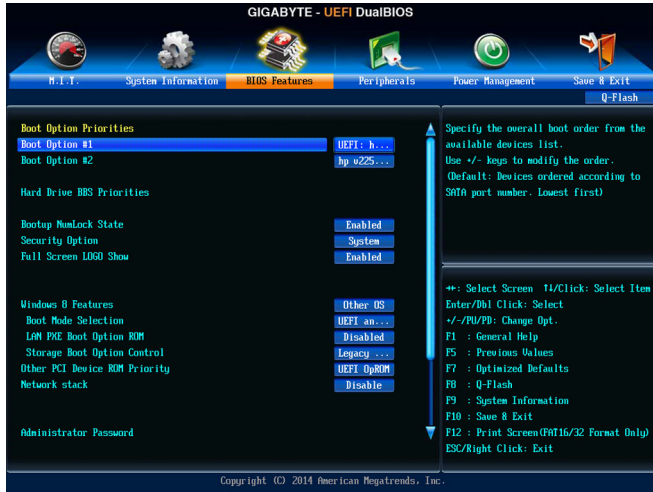 GIGABYTE - UEFI DualBIOS
M.I.T. System Information BIOS Features Peripherals Power Management Save & Exit
Q-Flash
Boot Option Priorities
Boot Option #1 UEFI: h...
Boot Option #2 hp v225...
Hard Drive BBS Priorities
Bootup NumLock State Enabled
Security Option System
Full Screen LOGO Show Enabled
Windows 8 Features Other OS
Boot Mode Selection UEFI an...
LAN PXE Boot Option ROM Disabled
Storage Boot Option Control Legacy ...
Other PCI Device ROM Priority UEFI OpROM
Network stack Disable
Administrator Password
Specify the overall boot order from the
available devices list.
Use +/- keys to modify the order.
(Default: Devices ordered according to
SATA port number. Lowest first)
→←: Select Screen ↑↓/Click: Select Item
Enter/Dbl Click: Select
+/-/PU/PD: Change Opt.
F1 : General Help
F5 : Previous Values
F7 : Optimized Defaults
F8 : Q-Flash
F9 : System Information
F10 : Save & Exit
F12 : Print Screen(FAT16/32 Format Only)
ESC/Right Click: Exit
Copyright (C) 2014 American Megatrends, Inc.